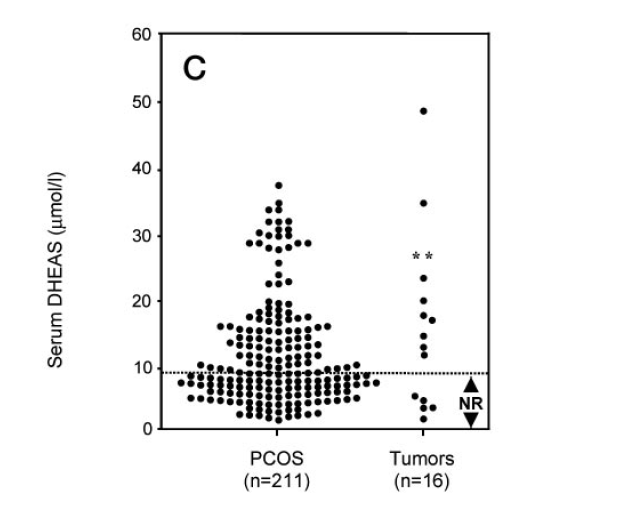 60
C
50
40
30
20
10
0
Serum DHEAS (μmol/l)
* *
NR
PCOS
(n=211)
Tumors
(n=16)